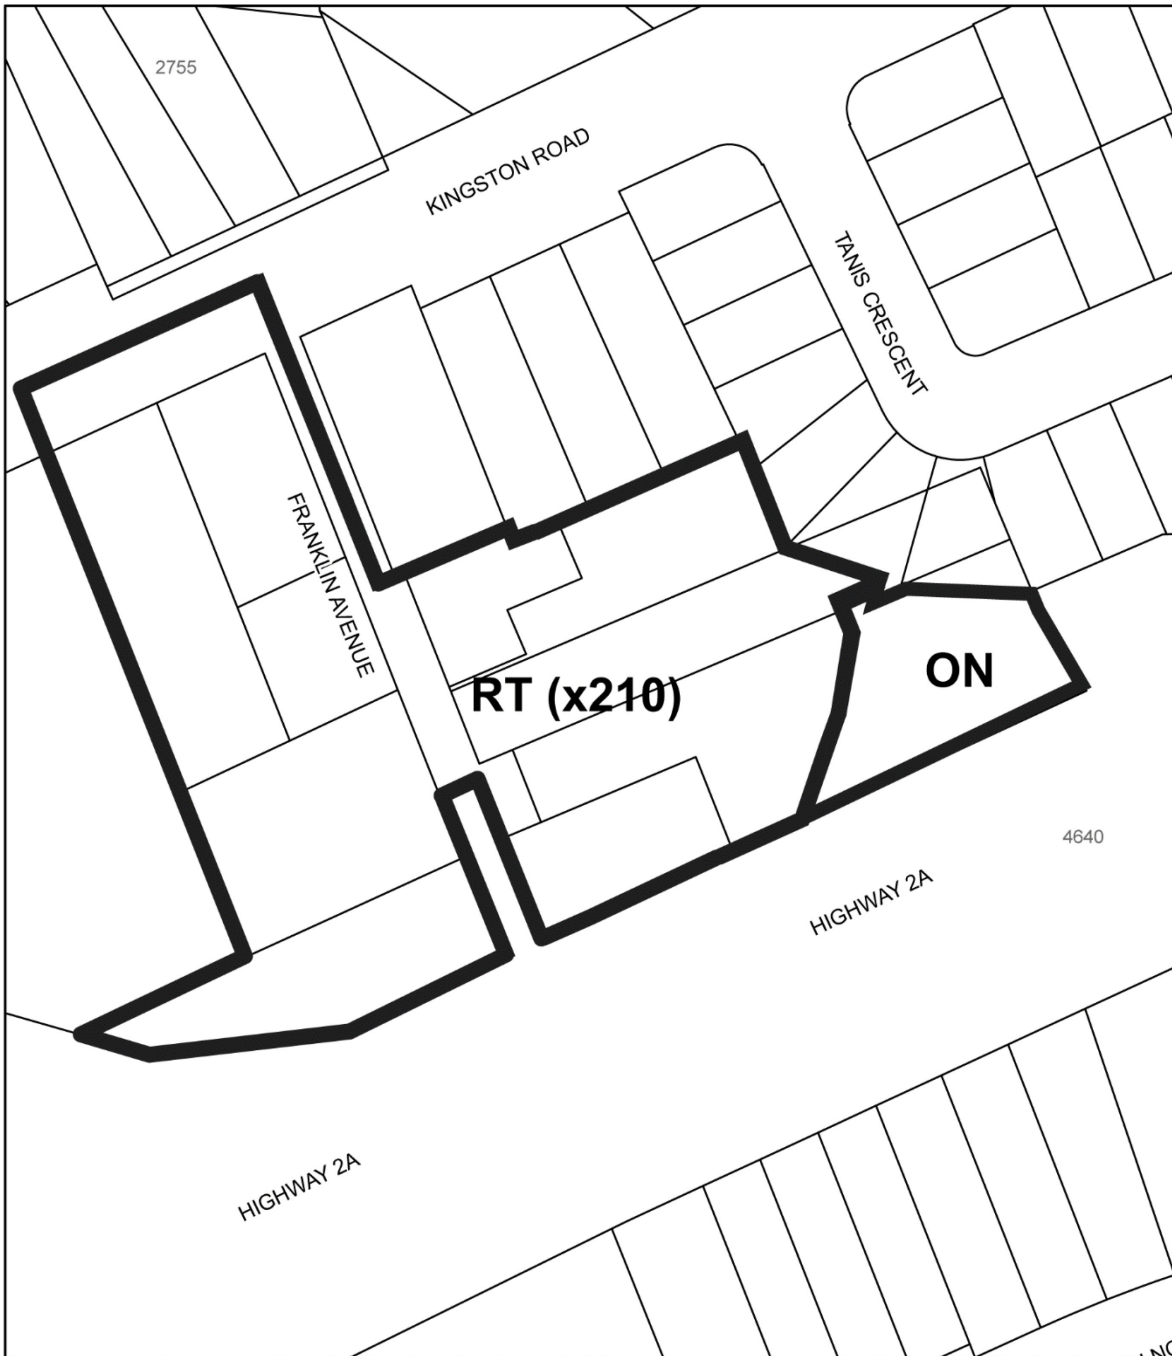 2755
KINGSTON ROAD
TANIS CRESCENT
FRANKLIN AVENUE
RT (x210)
ON
4640
HIGHWAY 2A
HIGHWAY 2A